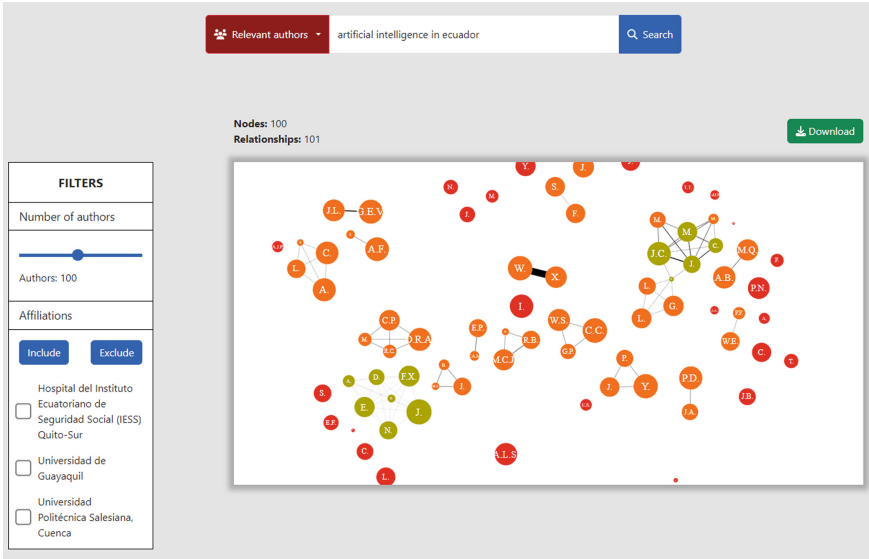 Relevant authors
artificial intelligence in ecuador
Search
Nodes: 100
Relationships: 101
Download
FILTERS
Number of authors
Authors: 100
Affiliations
Include
Exclude
Hospital del Instituto
Ecuatoriano de
Seguridad Social (IESS)
Quito-Sur
Universidad de
Guayaquil
Universidad
Politécnica Salesiana,
Cuenca
Y.
J.
N.
M.
J.
S.
F.
J.L.
G.E.V
C.
A.F.
L.
A.
W.
X.
I.
M.
M.
J.C.
C.
J.
M.Q.
A.B.
L.
G.
L.
P.N.
F.
W.F.
C.
T.
J.B.
C.P.
M.
D.R.A
R.C.
E.P.
R.B.
M.C.J
W.S.
C.C.
G.P.
J.
P.
J.
Y.
P.D.
J.A.
A.
D.
F.X.
E.
J.
N.
S.
E.F.
C.
L.
A.L.S